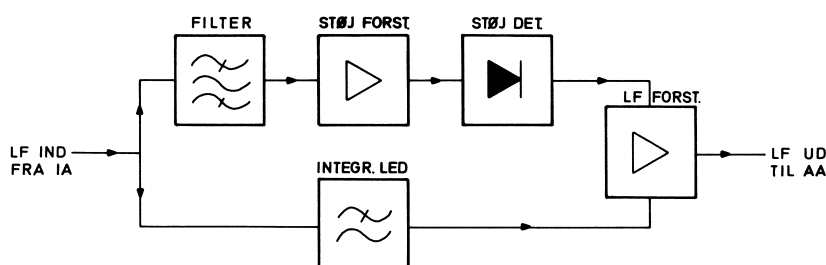 FILTER
STØJ FORST.
STØJ DET.
LF FORST.
LF IND
FRA IA
LF UD
TIL AA
INTEGR. LED